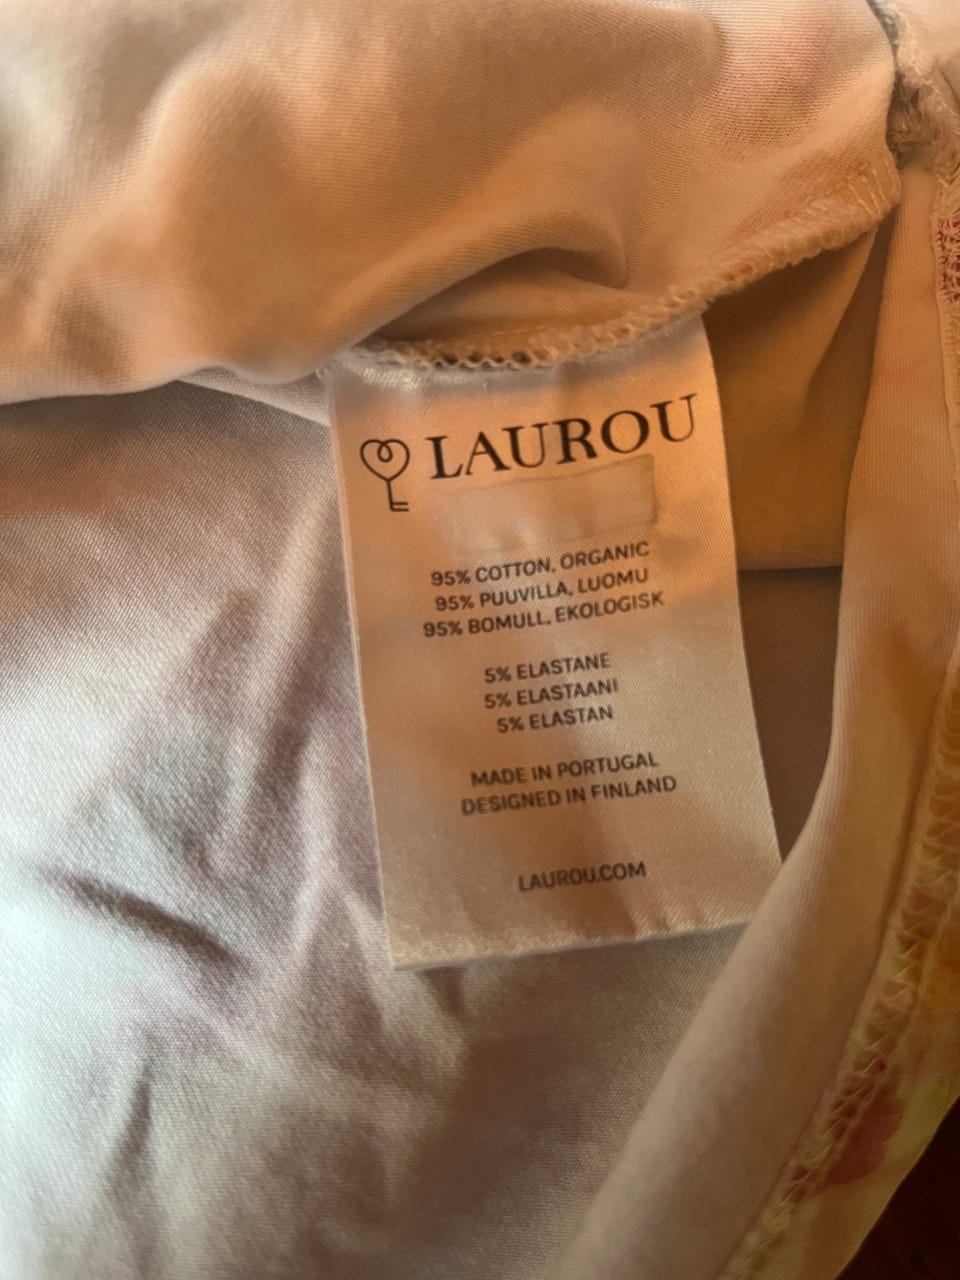 LAUROU
95% COTTON, ORGANIC
95% PUUVILLA, LUOMU
95% BOMULL, EKOLOGISK
5% ELASTANE
5% ELASTAANI
5% ELASTAN
MADE IN PORTUGAL
DESIGNED IN FINLAND
LAUROU.COM